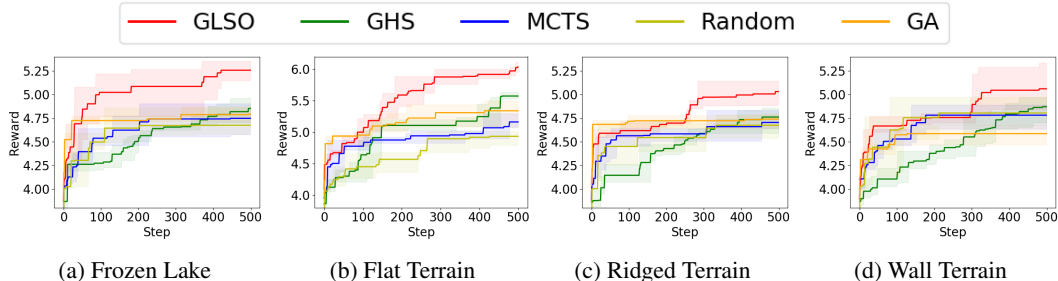 GLSO GHS MCTS Random GA
Reward
5.25
5.00
4.75
4.50
4.25
4.00
0 100 200 300 400 500
Step
(a) Frozen Lake
Reward
6.0
5.5
5.0
4.5
4.0
0 100 200 300 400 500
Step
(b) Flat Terrain
Reward
5.25
5.00
4.75
4.50
4.25
4.00
0 100 200 300 400 500
Step
(c) Ridged Terrain
Reward
5.25
5.00
4.75
4.50
4.25
4.00
0 100 200 300 400 500
Step
(d) Wall Terrain